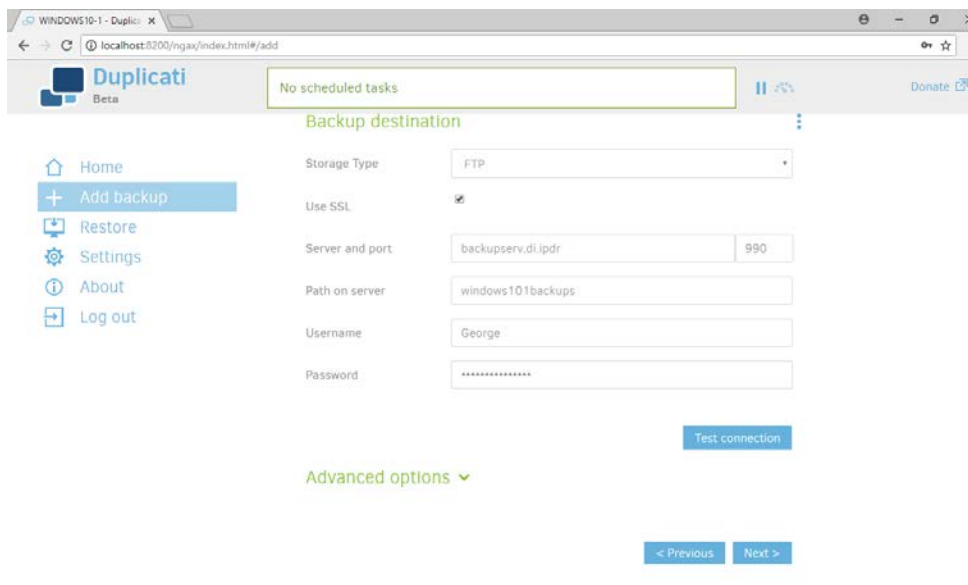 WINDOWS10-1 - Duplica
localhost:8200/ngax/index.html#/add
Duplicati
Beta
No scheduled tasks
Donate
Home
Add backup
Restore
Settings
About
Log out
Backup destination
Storage Type
FTP
Use SSL
Server and port
backupserv.di.ipdr
990
Path on server
windows101backups
Username
George
Password
***************
Test connection
Advanced options
< Previous
Next >